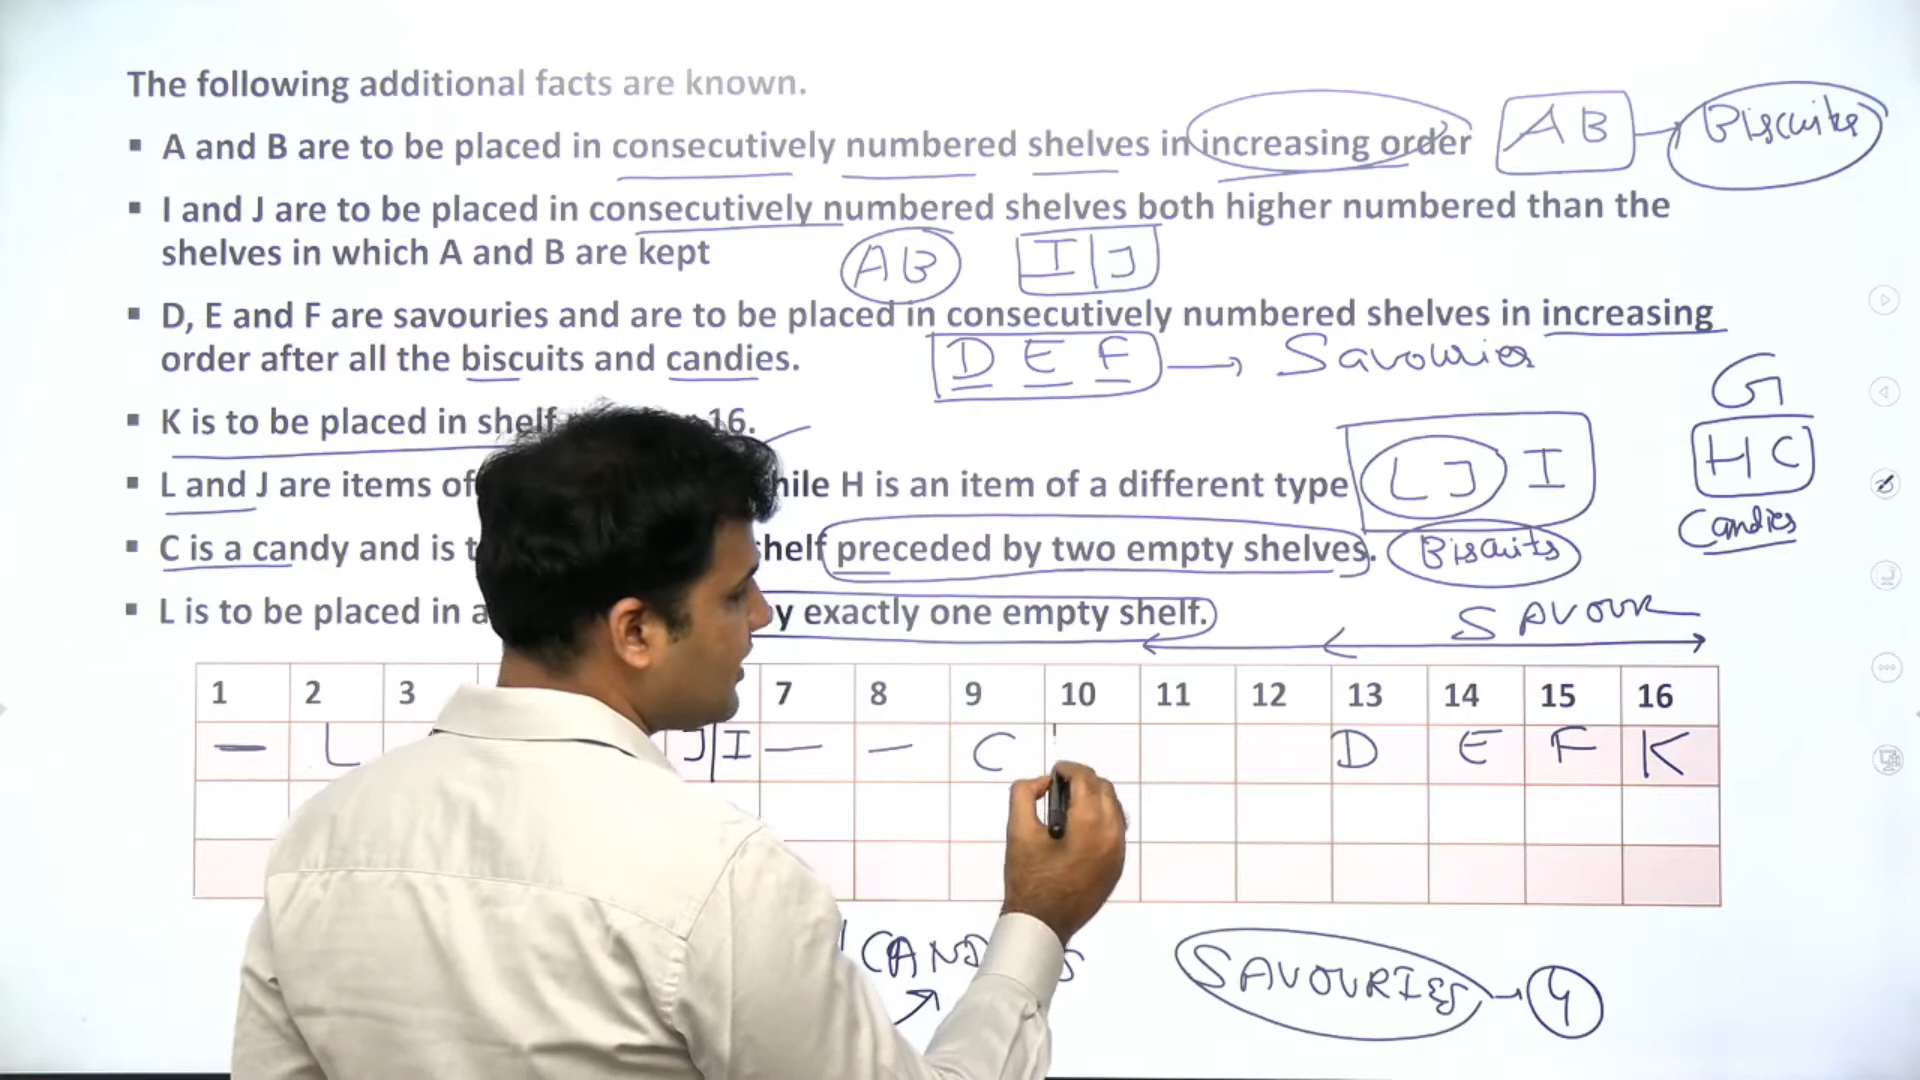 The following additional facts are known.
▪ A and B are to be placed in consecutively numbered shelves in increasing order AB Biscuits
▪ I and J are to be placed in consecutively numbered shelves both higher numbered than the
shelves in which A and B are kept AB I|J
▪ D, E and F are savouries and are to be placed in consecutively numbered shelves in increasing
order after all the biscuits and candies. D E F → Savouries
G
▪ K is to be placed in shelf 16.
▪ L and J are items of hile H is an item of a different type L J I H C
▪ C is a candy and is t shelf preceded by two empty shelves. Biscuits Candies
▪ L is to be placed in a by exactly one empty shelf. SAVOUR
1 2 3 7 8 9 10 11 12 13 14 15 16
— L J|I — — C D E F K
SAVOURIES → 4